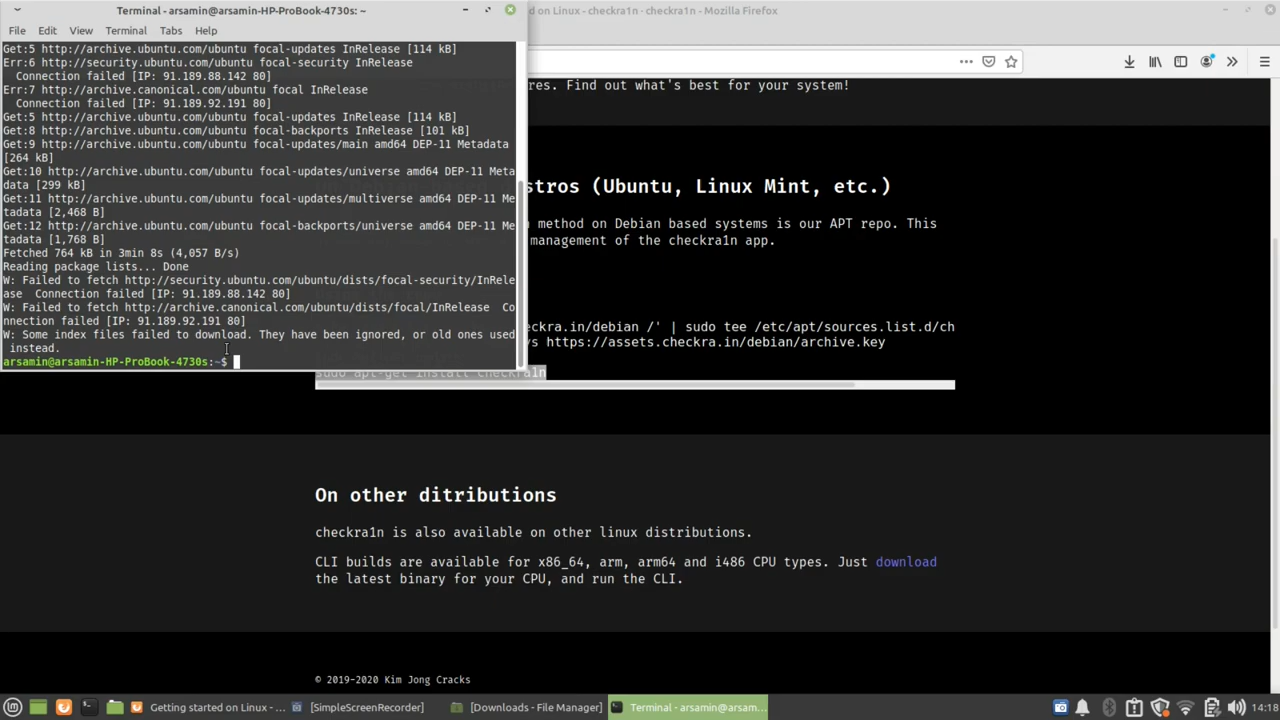 Terminal - arsamin@arsamin-HP-ProBook-4730s: ~
File Edit View Terminal Tabs Help
Get:5 http://archive.ubuntu.com/ubuntu focal-updates InRelease [114 kB]
Err:6 http://security.ubuntu.com/ubuntu focal-security InRelease
Connection failed [IP: 91.189.88.142 80]
Err:7 http://archive.canonical.com/ubuntu focal InRelease
Connection failed [IP: 91.189.92.191 80]
Get:5 http://archive.ubuntu.com/ubuntu focal-updates InRelease [114 kB]
Get:8 http://archive.ubuntu.com/ubuntu focal-backports InRelease [101 kB]
Get:9 http://archive.ubuntu.com/ubuntu focal-updates/main amd64 DEP-11 Metadata
[264 kB]
Get:10 http://archive.ubuntu.com/ubuntu focal-updates/universe amd64 DEP-11 Meta
data [299 kB]
Get:11 http://archive.ubuntu.com/ubuntu focal-updates/multiverse amd64 DEP-11 Me
tadata [2,468 B]
Get:12 http://archive.ubuntu.com/ubuntu focal-backports/universe amd64 DEP-11 Me
tadata [1,768 B]
Fetched 764 kB in 3min 8s (4,057 B/s)
Reading package lists... Done
W: Failed to fetch http://security.ubuntu.com/ubuntu/dists/focal-security/InRele
ase Connection failed [IP: 91.189.88.142 80]
W: Failed to fetch http://archive.canonical.com/ubuntu/dists/focal/InRelease Co
nnection failed [IP: 91.189.92.191 80]
W: Some index files failed to download. They have been ignored, or old ones used
instead.
arsamin@arsamin-HP-ProBook-4730s:~$
d on Linux - checkra1n · checkra1n - Mozilla Firefox
res. Find out what's best for your system!
stros (Ubuntu, Linux Mint, etc.)
n method on Debian based systems is our APT repo. This
management of the checkra1n app.
ckra.in/debian /' | sudo tee /etc/apt/sources.list.d/ch
ys https://assets.checkra.in/debian/archive.key
sudo apt-get install checkra1n
On other ditributions
checkra1n is also available on other linux distributions.
CLI builds are available for x86_64, arm, arm64 and i486 CPU types. Just download
the latest binary for your CPU, and run the CLI.
© 2019-2020 Kim Jong Cracks
Getting started on Linux - ...
[SimpleScreenRecorder]
[Downloads - File Manager]
Terminal - arsamin@arsam...
14:18